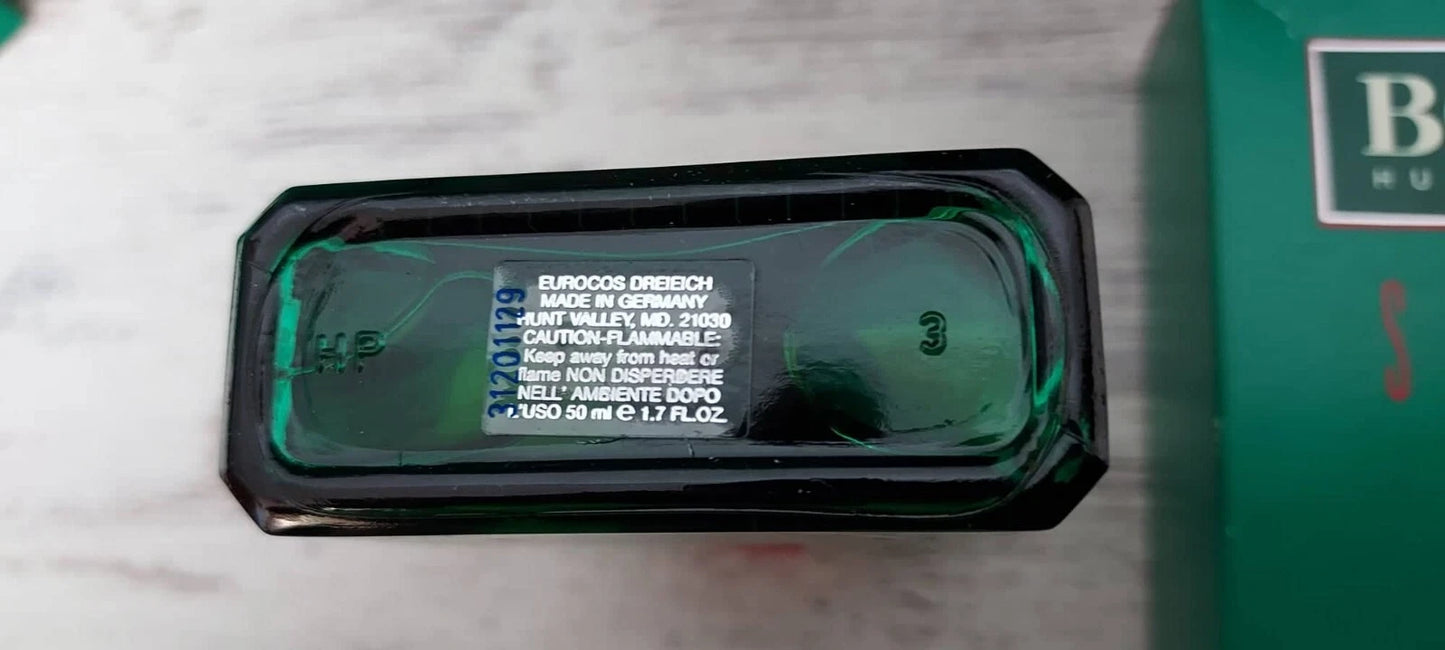 EUROCOS DREIEICH
MADE IN GERMANY
HUNT VALLEY, MD. 21030
CAUTION-FLAMMABLE:
Keep away from heat or
flame NON DISPERDERE
NELL' AMBIENTE DOPO
L'USO 50 ml e 1.7 FL.OZ.
31201129
HP
3
B
HU
S